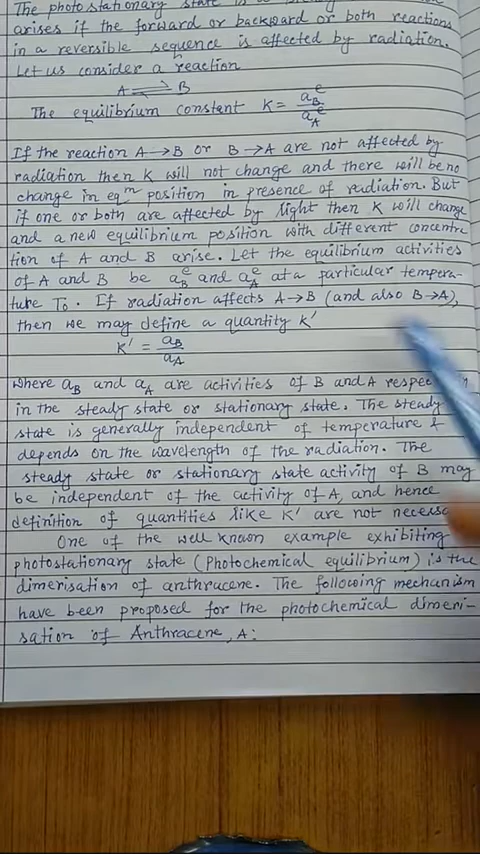 The photostationary state is
arises if the forward or backward or both reactions
in a reversible sequence is affected by radiation.
Let us consider a reaction
A ⇌ B
The equilibrium constant K = a_B^e / a_A^e
If the reaction A→B or B→A are not affected by
radiation then K will not change and there will be no
change in eq^m position in presence of radiation. But
if one or both are affected by light then K will change
and a new equilibrium position with different concentra
tion of A and B arise. Let the equilibrium activities
of A and B be a_B^e and a_A^e at a particular tempera-
ture T₀. If radiation affects A→B (and also B→A),
then we may define a quantity K'
K' = a_B / a_A
where a_B and a_A are activities of B and A
in the steady state or stationary state. The steady
state is generally independent of temperature &
depends on the wavelength of the radiation. The
steady state or stationary state activity of B may
be independent of the activity of A, and hence
definition of quantities like K' are not
One of the well known example exhibiting
photostationary state (Photochemical equilibrium) is the
dimerisation of anthracene. The following mechanism
have been proposed for the photochemical dimeri-
sation of Anthracene, A: